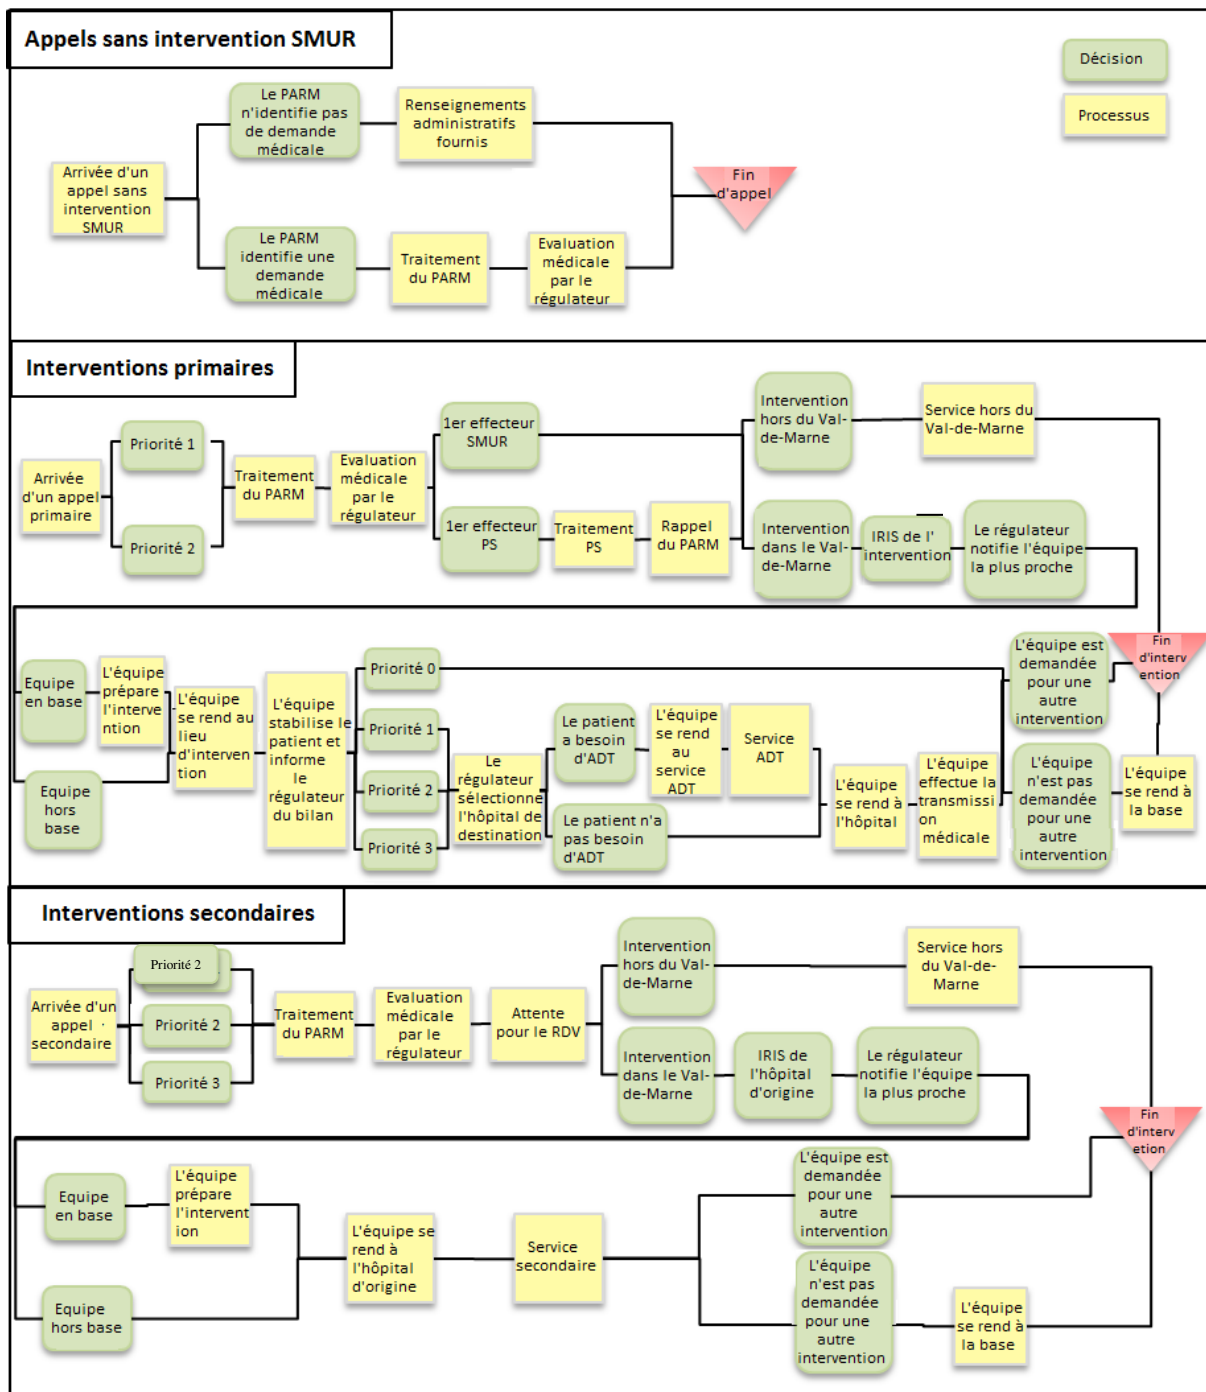 Appels sans intervention SMUR
Décision
Processus
Le PARM
n'identifie pas
de demande
médicale
Renseignements
administratifs
fournis
Arrivée d'un
appel sans
intervention
SMUR
Fin
d'appel
Le PARM
identifie une
demande
médicale
Traitement
du PARM
Evaluation
médicale
par le
régulateur
Interventions primaires
Arrivée
d'un appel
primaire
Priorité 1
Priorité 2
Traitement
du PARM
Evaluation
médicale
par le
régulateur
1er effecteur
SMUR
1er effecteur
PS
Traitement
PS
Rappel
du PARM
Intervention
hors du Val-
de-Marne
Service hors du
Val-de-Marne
Intervention
dans le Val-
de-Marne
IRIS de l'
intervention
Le régulateur
notifie l'équipe
la plus proche
Equipe
en base
L'équipe
prépare
l'interve
ntion
Equipe
hors
base
L'équipe
se rend au
lieu
d'interve
ntion
L'équipe
stabilise le
patient et
informe
le
régulateur
du bilan
Priorité 0
Priorité 1
Priorité 2
Priorité 3
Le
régulateur
sélectionne
l'hôpital de
destination
Le patient
a besoin
d'ADT
L'équipe
se rend
au
service
ADT
Service
ADT
Le patient n'a
pas besoin
d'ADT
L'équipe
se rend à
l'hôpital
L'équipe
effectue la
transmissi
on
médicale
L'équipe est
demandée
pour une
autre
intervention
L'équipe
n'est pas
demandée
pour une
autre
intervention
L'équipe
se rend à
la base
Fin
d'interv
ention
Interventions secondaires
Arrivée d'un
appel
secondaire
Priorité 2
Priorité 2
Priorité 3
Traitement
du PARM
Evaluation
médicale
par le
régulateur
Attente
pour le RDV
Intervention
hors du Val-
de-Marne
Service hors
du Val-de-
Marne
Intervention
dans le Val-
de-Marne
IRIS de
l'hôpital
d'origine
Le régulateur
notifie l'équipe
la plus proche
Fin
d'interv
etion
Equipe
en base
L'équipe
prépare
l'intervent
ion
Equipe
hors base
L'équipe se
rend à
l'hôpital
d'origine
Service
secondaire
L'équipe est
demandée
pour une
autre
intervention
L'équipe
n'est pas
demandée
pour une
autre
intervention
L'équipe
se rend à
la base